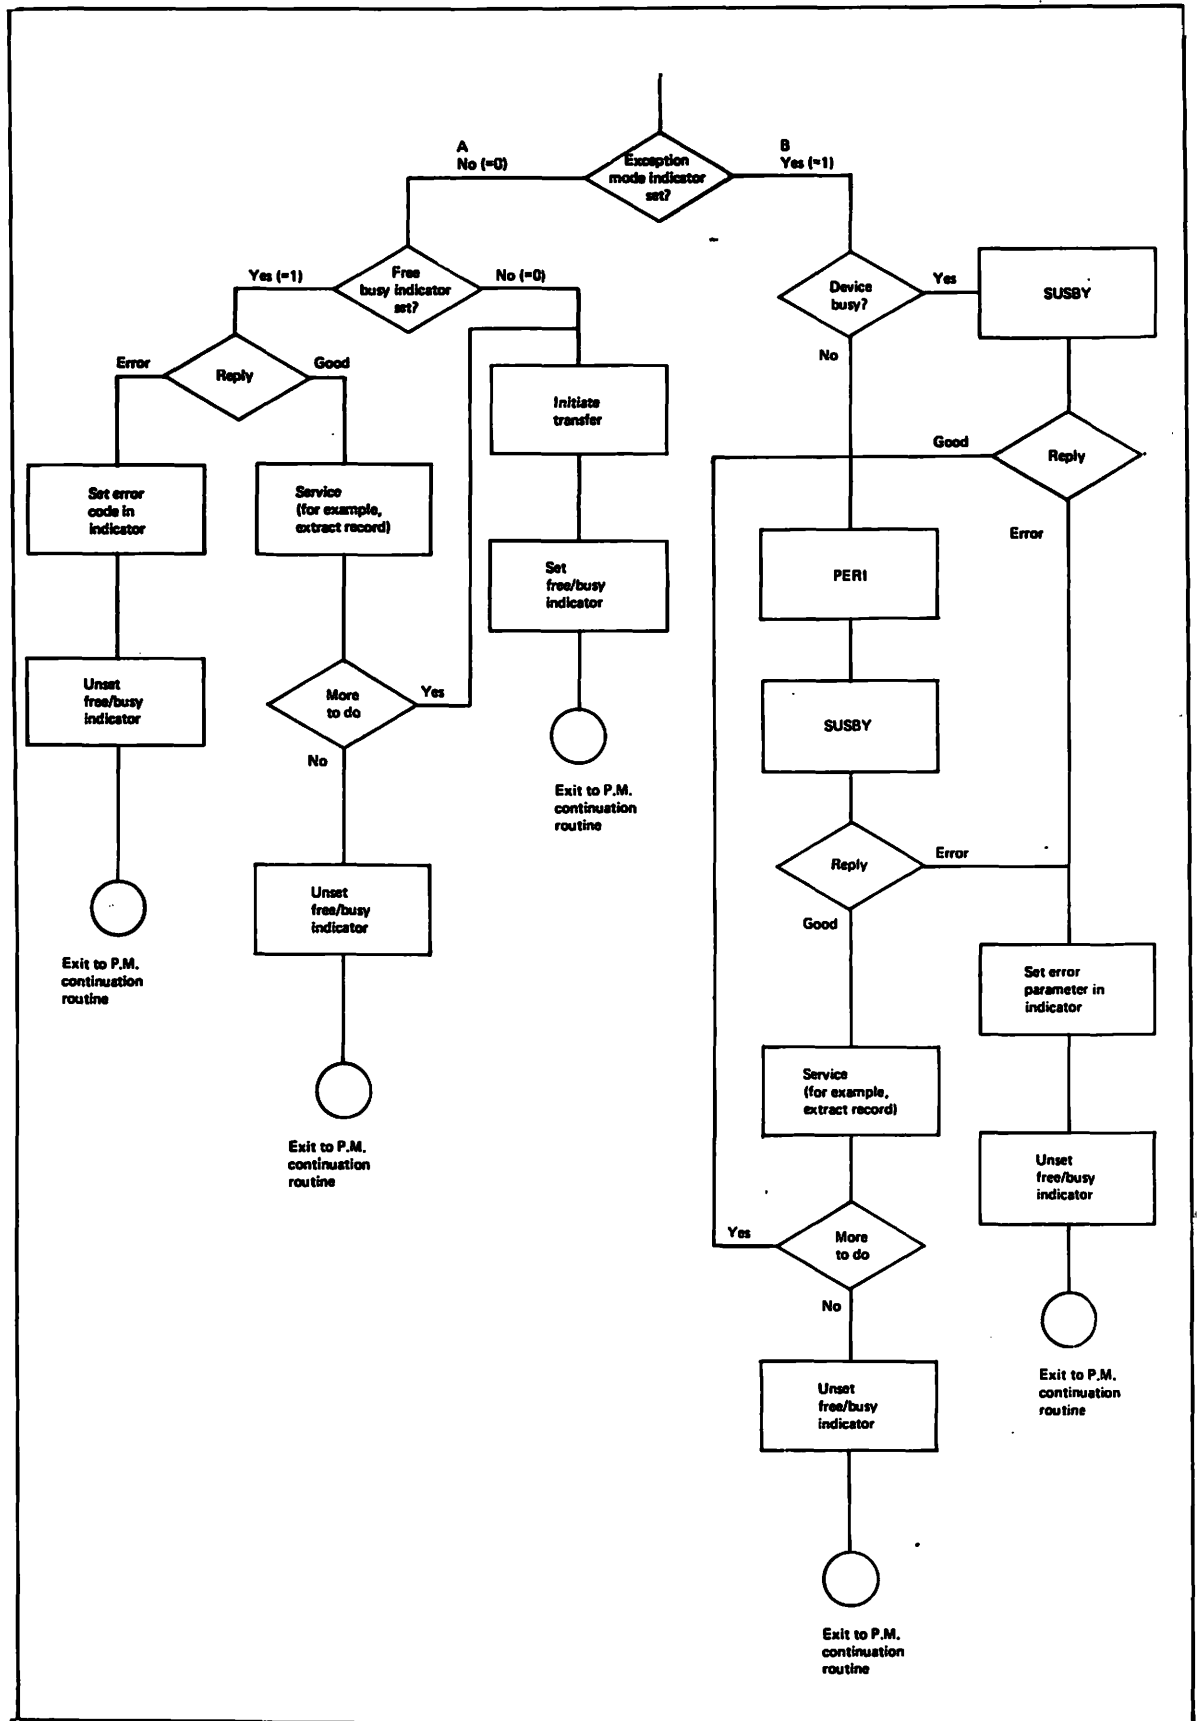 A
No (=0)
Exception
mode indicator
set?
B
Yes (=1)
Yes (=1)
Free
busy indicator
set?
No (=0)
Device
busy?
Yes
SUSBY
No
Error
Reply
Good
Initiate
transfer
Good
Reply
Error
Set error
code in
indicator
Service
(for example,
extract record)
Set
free/busy
indicator
PERI
Unset
free/busy
indicator
More
to do
Yes
No
SUSBY
Exit to P.M.
continuation
routine
Reply
Error
Good
Unset
free/busy
indicator
Exit to P.M.
continuation
routine
Set error
parameter in
indicator
Service
(for example,
extract record)
Exit to P.M.
continuation
routine
Unset
free/busy
indicator
Yes
More
to do
No
Exit to P.M.
continuation
routine
Unset
free/busy
indicator
Exit to P.M.
continuation
routine